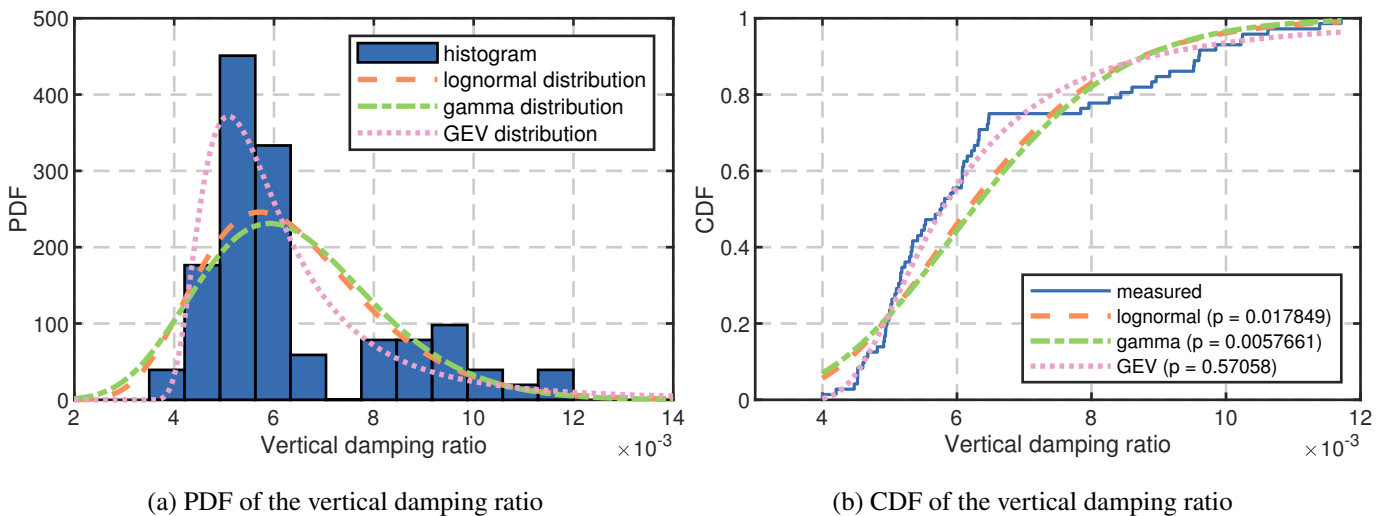 500
400
300
200
100
0
PDF
histogram
lognormal distribution
gamma distribution
GEV distribution
2 4 6 8 10 12 14
Vertical damping ratio
×10⁻³
(a) PDF of the vertical damping ratio
1
0.8
0.6
0.4
0.2
0
CDF
measured
lognormal (p = 0.017849)
gamma (p = 0.0057661)
GEV (p = 0.57058)
4 6 8 10 12
Vertical damping ratio
×10⁻³
(b) CDF of the vertical damping ratio